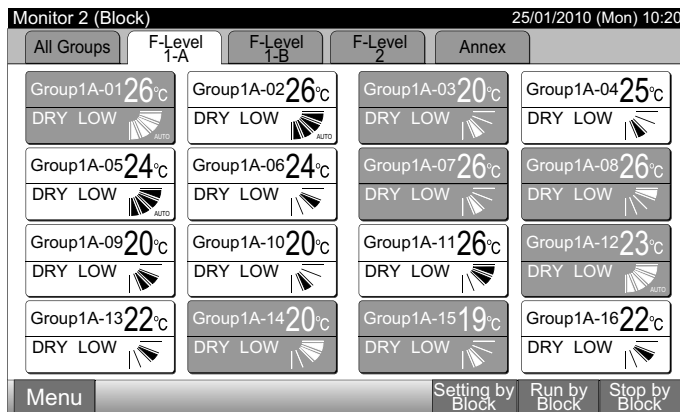 Monitor 2 (Block) 25/01/2010 (Mon) 10:20
All Groups F-Level 1-A F-Level 1-B F-Level 2 Annex
Group1A-01 26°C Group1A-02 26°C Group1A-03 20°C Group1A-04 25°C
DRY LOW AUTO DRY LOW AUTO DRY LOW DRY LOW
Group1A-05 24°C Group1A-06 24°C Group1A-07 26°C Group1A-08 26°C
DRY LOW AUTO DRY LOW DRY LOW DRY LOW
Group1A-09 20°C Group1A-10 20°C Group1A-11 26°C Group1A-12 23°C
DRY LOW DRY LOW DRY LOW DRY LOW AUTO
Group1A-13 22°C Group1A-14 20°C Group1A-15 19°C Group1A-16 22°C
DRY LOW DRY LOW DRY LOW DRY LOW
Menu Setting by Block Run by Block Stop by Block